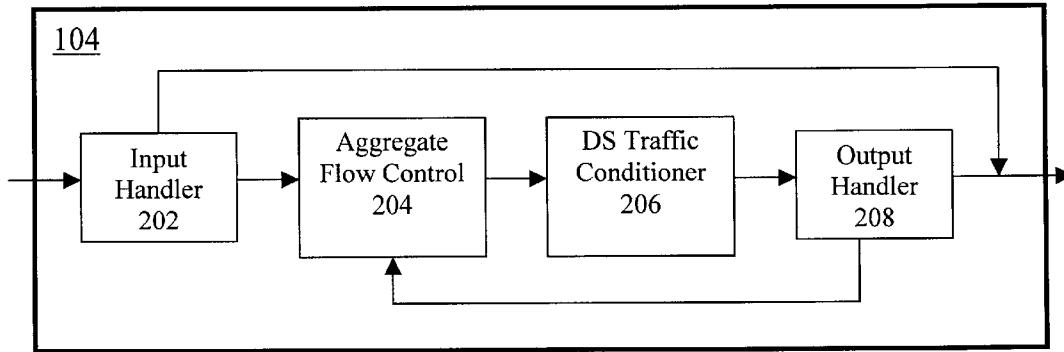 104
Input
Handler
202
Aggregate
Flow Control
204
DS Traffic
Conditioner
206
Output
Handler
208